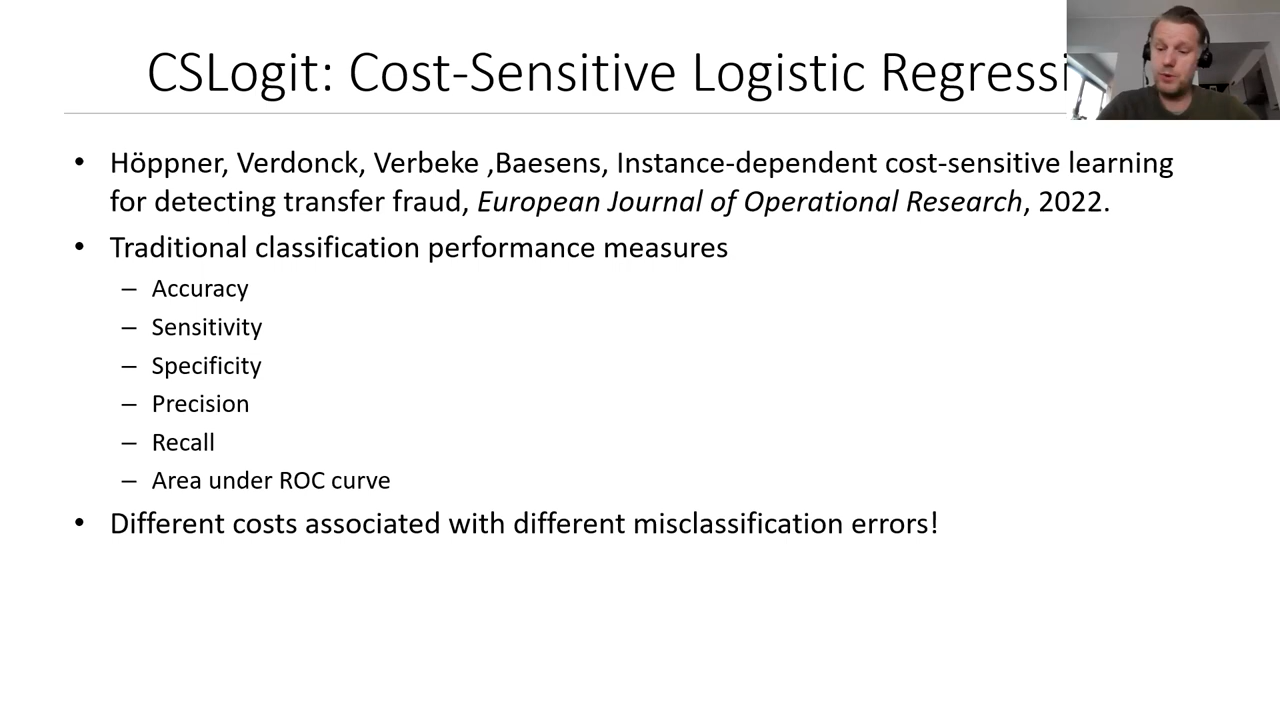 CSLogit: Cost-Sensitive Logistic Regressi
• Höppner, Verdonck, Verbeke ,Baesens, Instance-dependent cost-sensitive learning
for detecting transfer fraud, European Journal of Operational Research, 2022.
• Traditional classification performance measures
– Accuracy
– Sensitivity
– Specificity
– Precision
– Recall
– Area under ROC curve
• Different costs associated with different misclassification errors!